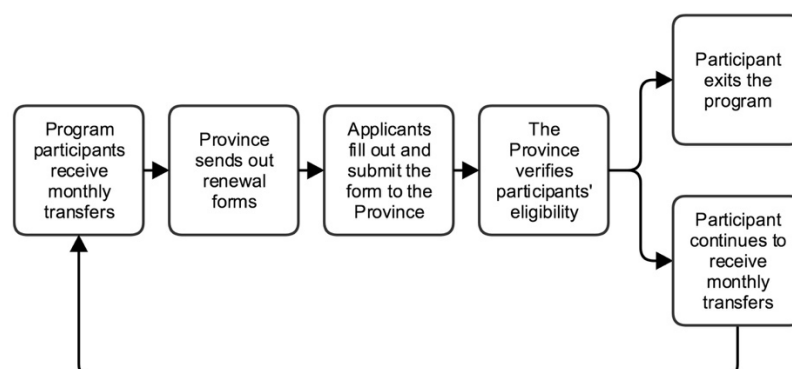 Program
participants
receive
monthly
transfers
Province
sends out
renewal
forms
Applicants
fill out and
submit the
form to the
Province
The
Province
verifies
participants'
eligibility
Participant
exits the
program
Participant
continues to
receive
monthly
transfers